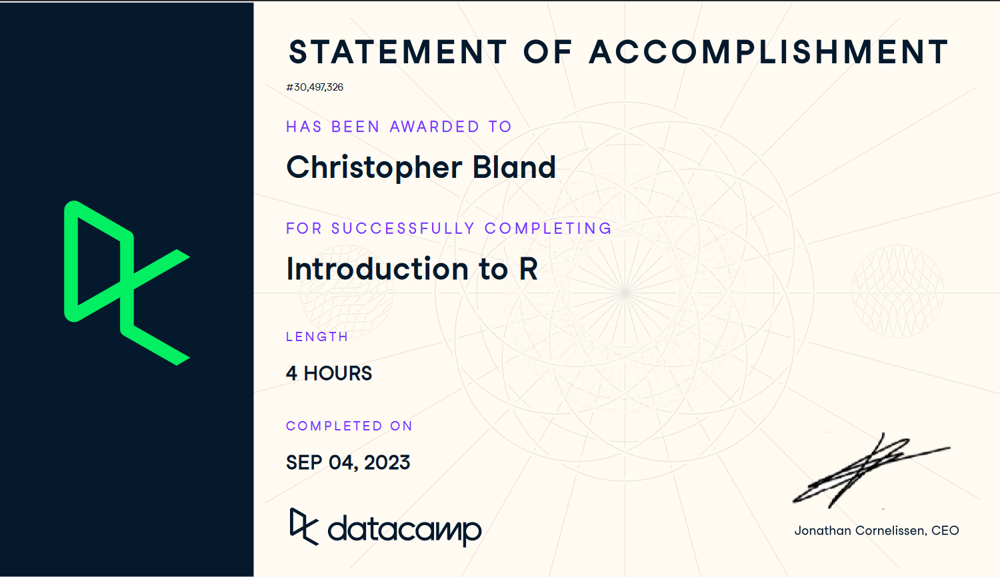 STATEMENT OF ACCOMPLISHMENT
#30,497,326
HAS BEEN AWARDED TO
Christopher Bland
FOR SUCCESSFULLY COMPLETING
Introduction to R
LENGTH
4 HOURS
COMPLETED ON
SEP 04, 2023
datacamp
Jonathan Cornelissen, CEO